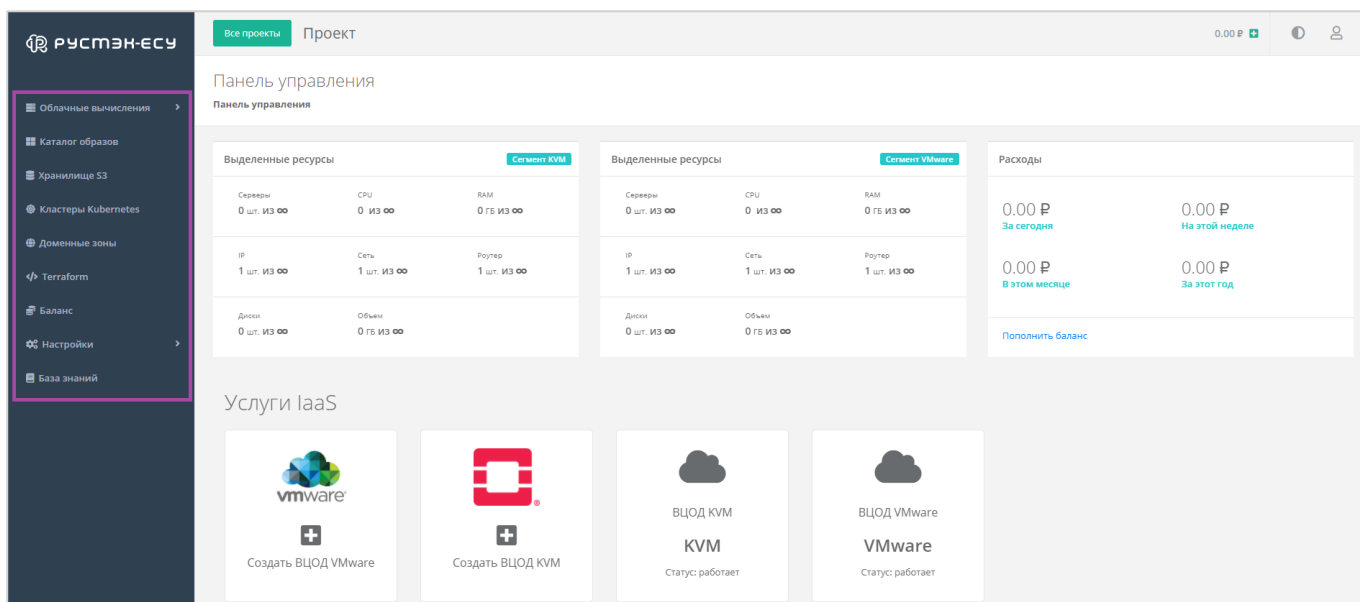 РУСТЭК-ЕСУ
Облачные вычисления
Каталог образов
Хранилище S3
Кластеры Kubernetes
Доменные зоны
Terraform
Баланс
Настройки
База знаний
Все проекты Проект 0.00 ₽
Панель управления
Панель управления
Выделенные ресурсы Сегмент KVM
Серверы CPU RAM
0 шт. из ∞ 0 из ∞ 0 ГБ из ∞
IP Сеть Роутер
1 шт. из ∞ 1 шт. из ∞ 1 шт. из ∞
Диски Объем
0 шт. из ∞ 0 ГБ из ∞
Выделенные ресурсы Сегмент VMware
Серверы CPU RAM
0 шт. из ∞ 0 из ∞ 0 ГБ из ∞
IP Сеть Роутер
1 шт. из ∞ 1 шт. из ∞ 1 шт. из ∞
Диски Объем
0 шт. из ∞ 0 ГБ из ∞
Расходы
0.00 ₽ 0.00 ₽
За сегодня На этой неделе
0.00 ₽ 0.00 ₽
В этом месяце За этот год
Пополнить баланс
Услуги IaaS
vmware
Создать ВЦОД VMware
Создать ВЦОД KVM
ВЦОД KVM
KVM
Статус: работает
ВЦОД VMware
VMware
Статус: работает